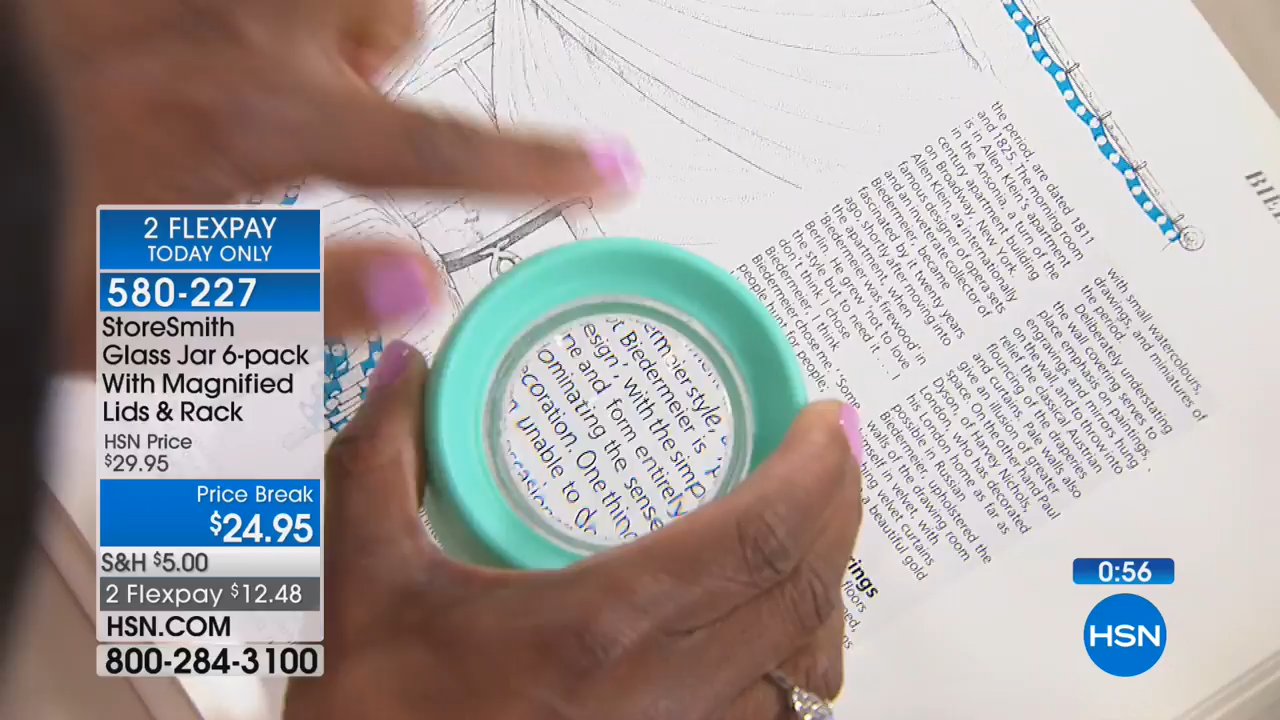 2 FLEXPAY
TODAY ONLY
580-227
StoreSmith
Glass Jar 6-pack
With Magnified
Lids & Rack
HSN Price
$29.95
Price Break
$24.95
S&H $5.00
2 Flexpay $12.48
HSN.COM
800-284-3100
0:56
HSN
the period, are dated 1811
and 1825. The morning room
is in Allen Klein's apartment
in the Ansonia, a turn of the
century apartment building
on Broadway, New York.
Allen Klein, an internationally
famous designer of opera sets
and an inveterate collector of
Biedermeier, became
fascinated by it twenty years
ago, shortly after moving into
the apartment, when
'Biedermeier was firewood in
Berlin. He grew to love
the style but to need it . . . I
don't think I chose
Biedermeier, I think
Biedermeier chose me. Some
people hunt for people,
with small watercolours,
drawings, and miniatures of
the period.
Deliberately understating
the wall covering serves to
place emphasis on paintings,
engravings and mirrors hung
on the wall, and to throw into
relief the classical Austrian
flouncing of the draperies
and curtains. Pale walls also
give an illusion of greater
space. On the other hand Paul
Dyson, of Harvey Nichols,
London, who has decorated
his London home as far as
possible in Russian
Biedermeier, upholstered the
walls of the drawing room
himself in velvet, with
velvet curtains
a beautiful gold
ermeier style,
t Biedermeier is
esign, with the simp
ne and form entirely
ominating the sense
coration. One thing
unable to d
occasion
rings
floors